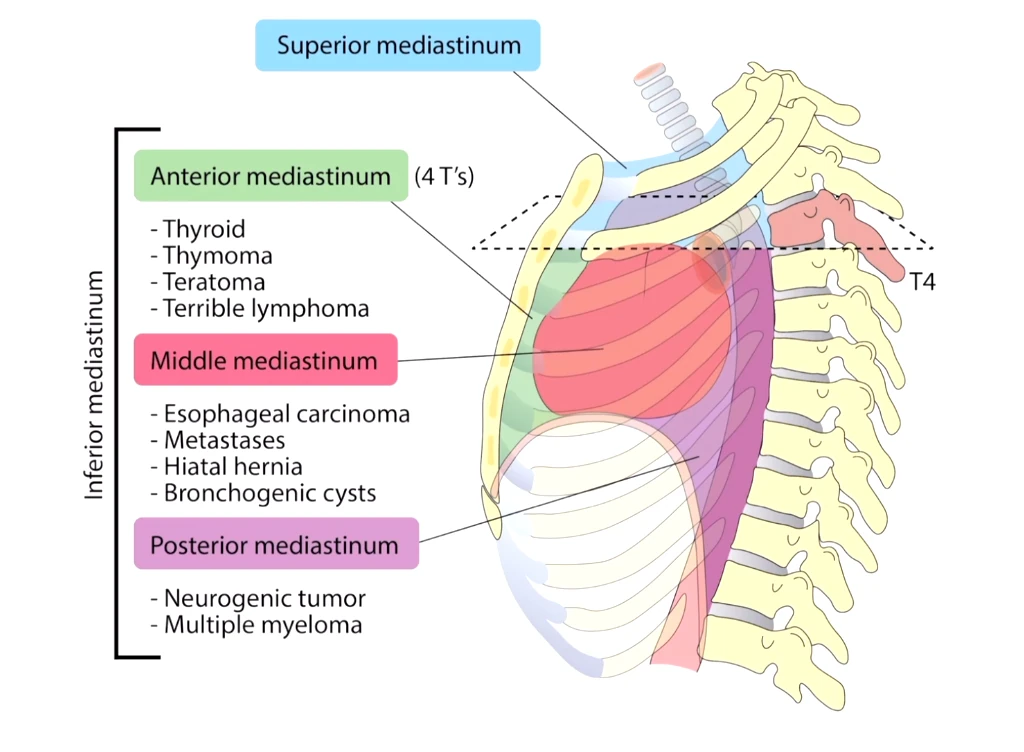 Superior mediastinum
Anterior mediastinum (4 T's)
- Thyroid
- Thymoma
- Teratoma
- Terrible lymphoma
Middle mediastinum
- Esophageal carcinoma
- Metastases
- Hiatal hernia
- Bronchogenic cysts
Posterior mediastinum
- Neurogenic tumor
- Multiple myeloma
Inferior mediastinum
T4